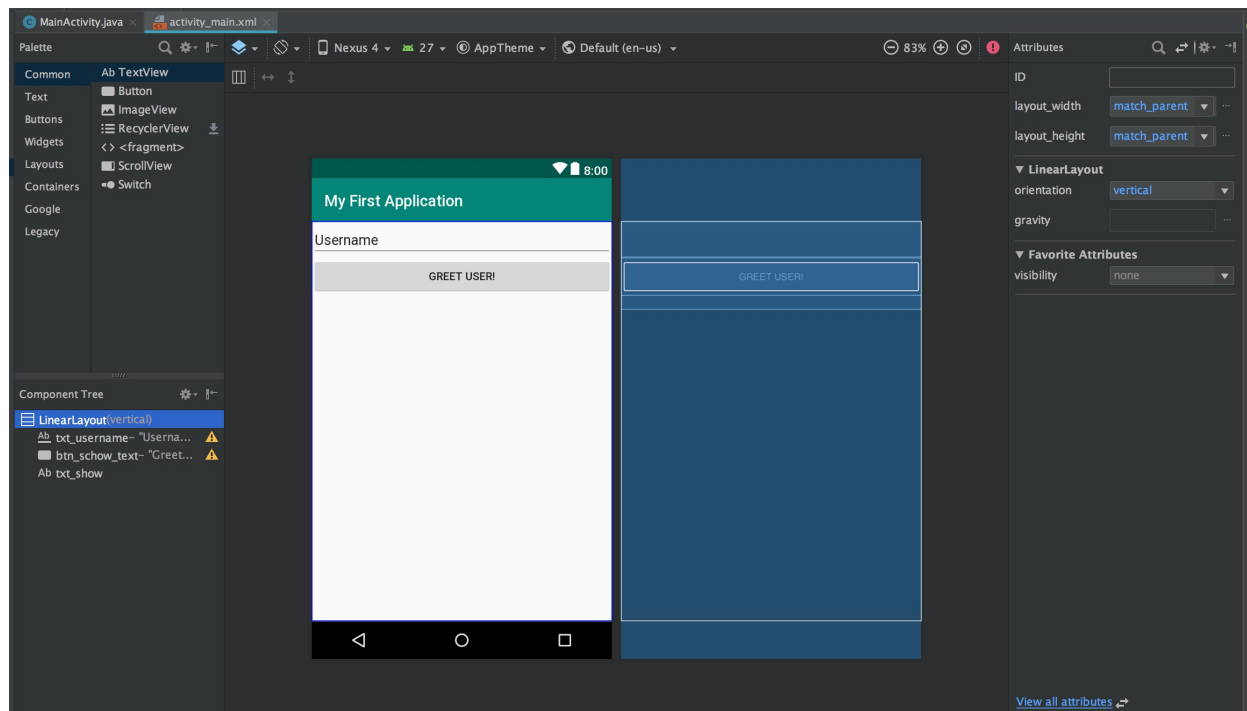 MainActivity.java activity_main.xml
Palette
Common
Text
Buttons
Widgets
Layouts
Containers
Google
Legacy
Ab TextView
Button
ImageView
RecyclerView
<> <fragment>
ScrollView
Switch
Nexus 4 27 AppTheme Default (en-us) 83%
8:00
My First Application
Username
GREET USER!
GREET USER!
Component Tree
LinearLayout(vertical)
Ab txt_username- "Userna...
btn_schow_text- "Greet...
Ab txt_show
Attributes
ID
layout_width match_parent ...
layout_height match_parent ...
LinearLayout
orientation vertical
gravity ...
Favorite Attributes
visibility none
View all attributes